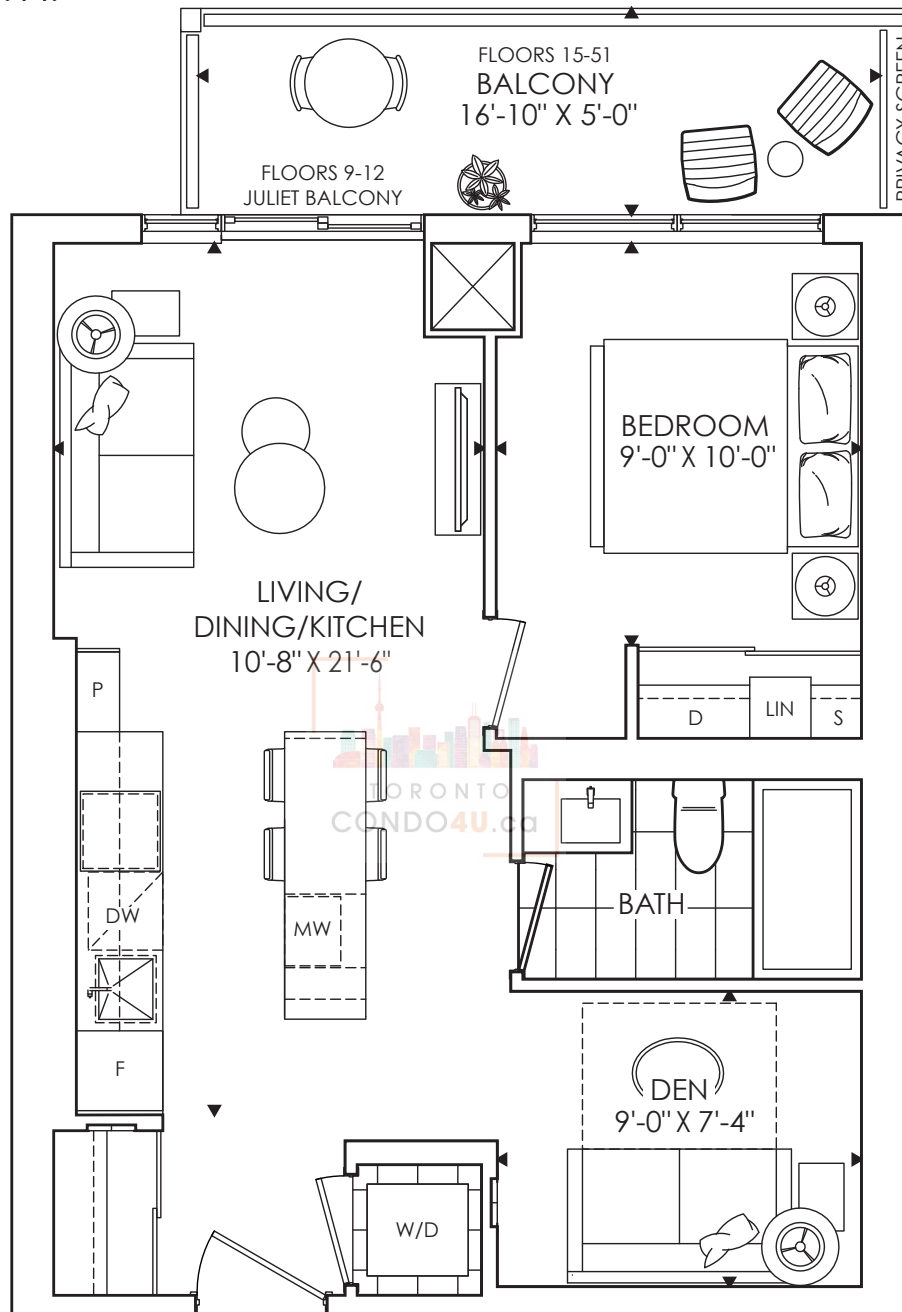 FLOORS 15-51
BALCONY
16'-10" X 5'-0"
PRIVACY SCREEN
FLOORS 9-12
JULIET BALCONY
BEDROOM
9'-0" X 10'-0"
LIVING/
DINING/KITCHEN
10'-8" X 21'-6"
P
D
LIN
S
TORONTO
CONDO4U.ca
DW
MW
BATH
F
DEN
9'-0" X 7'-4"
W/D